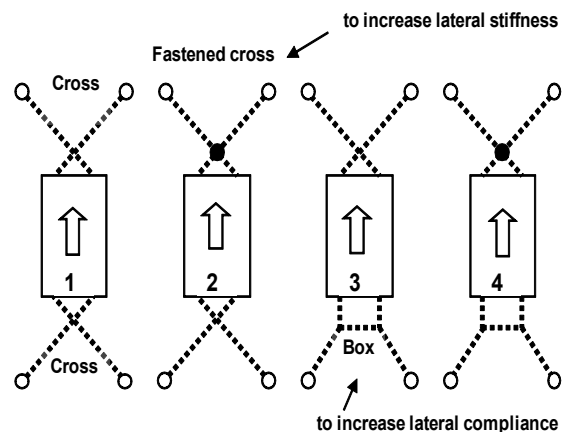 to increase lateral stiffness
Fastened cross
Cross
1
2
3
4
Cross
Box
to increase lateral compliance